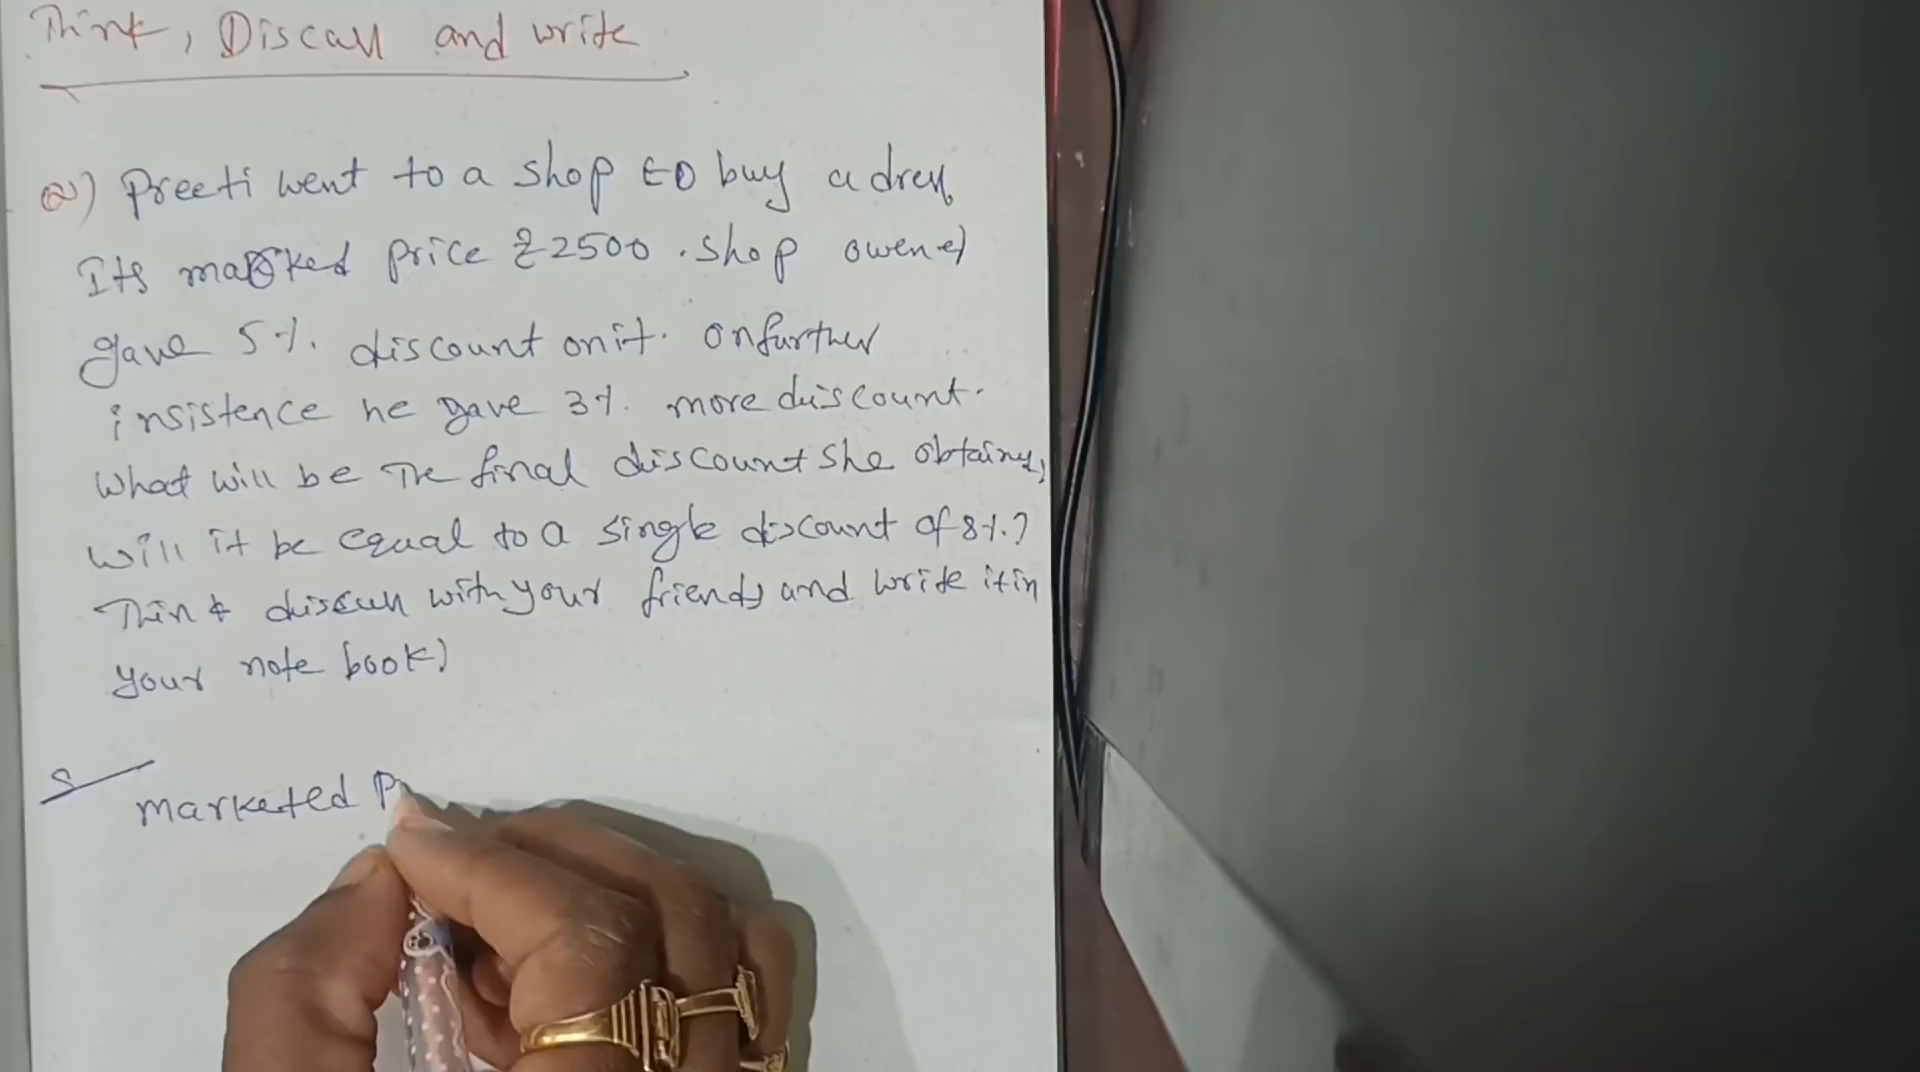 Think, Discuss and write
Q) Preeti went to a shop to buy a dress.
Its marked price ₹2500. shop owener
gave 5%. discount on it. on further
insistence he gave 3%. more discount.
What will be The final discount she obtained,
will it be equal to a single discount of 8%.?
Think discuss with your friends and write it in
your note book)
S
marketed P